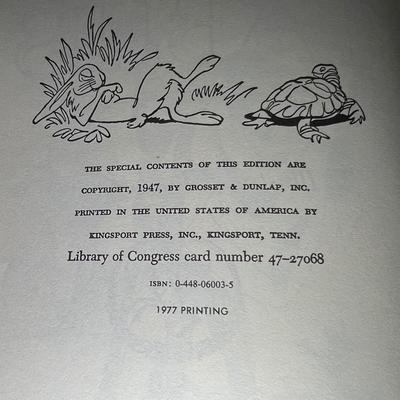 THE SPECIAL CONTENTS OF THIS EDITION ARE
COPYRIGHT, 1947, BY GROSSET & DUNLAP, INC.
PRINTED IN THE UNITED STATES OF AMERICA BY
KINGSPORT PRESS, INC., KINGSPORT, TENN.
Library of Congress card number 47–27068
ISBN: 0-448-06003-5
1977 PRINTING